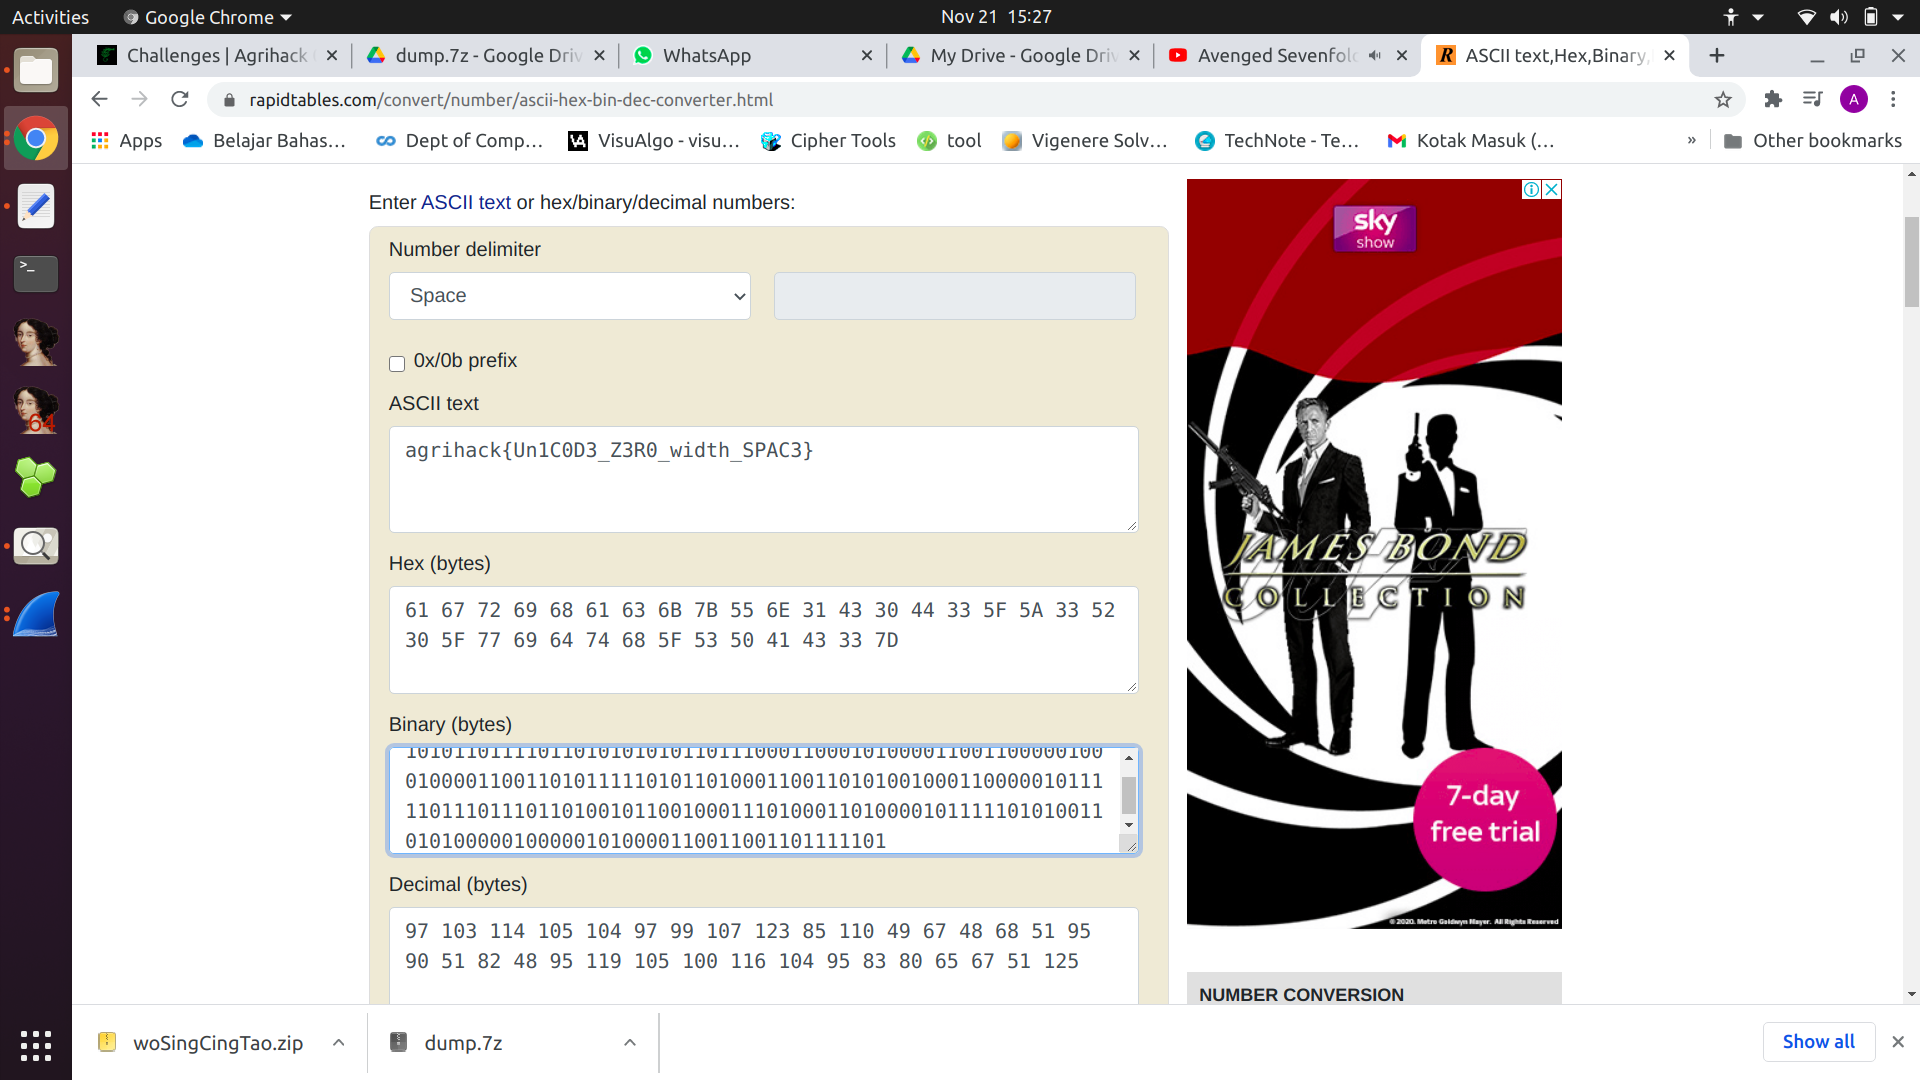 Activities
Google Chrome
Nov 21 15:27
Challenges | Agrihack
dump.7z - Google Driv
WhatsApp
My Drive - Google Driv
Avenged Sevenfold
ASCII text,Hex,Binary,
rapidtables.com/convert/number/ascii-hex-bin-dec-converter.html
A
Apps
Belajar Bahas...
Dept of Comp...
VA
VisuAlgo - visu...
Cipher Tools
tool
Vigenere Solv...
TechNote - Te...
Kotak Masuk (...
»
Other bookmarks
>_
64
Enter ASCII text or hex/binary/decimal numbers:
Number delimiter
Space
0x/0b prefix
ASCII text
agrihack{Un1C0D3_Z3R0_width_SPAC3}
Hex (bytes)
61 67 72 69 68 61 63 6B 7B 55 6E 31 43 30 44 33 5F 5A 33 52
30 5F 77 69 64 74 68 5F 53 50 41 43 33 7D
Binary (bytes)
1010110111101101010101011011100011000101000011001100000100
0100001100110101111101011010001100110101001000110000010111
1101110111011010010110010001110100011010000101111101010011
0101000001000001010000110011001101111101
Decimal (bytes)
97 103 114 105 104 97 99 107 123 85 110 49 67 48 68 51 95
90 51 82 48 95 119 105 100 116 104 95 83 80 65 67 51 125
sky
show
JAMES BOND
COLLECTION
7-day
free trial
© 2020. Metro Goldwyn Mayer. All Rights Reserved
NUMBER CONVERSION
woSingCingTao.zip
dump.7z
Show all